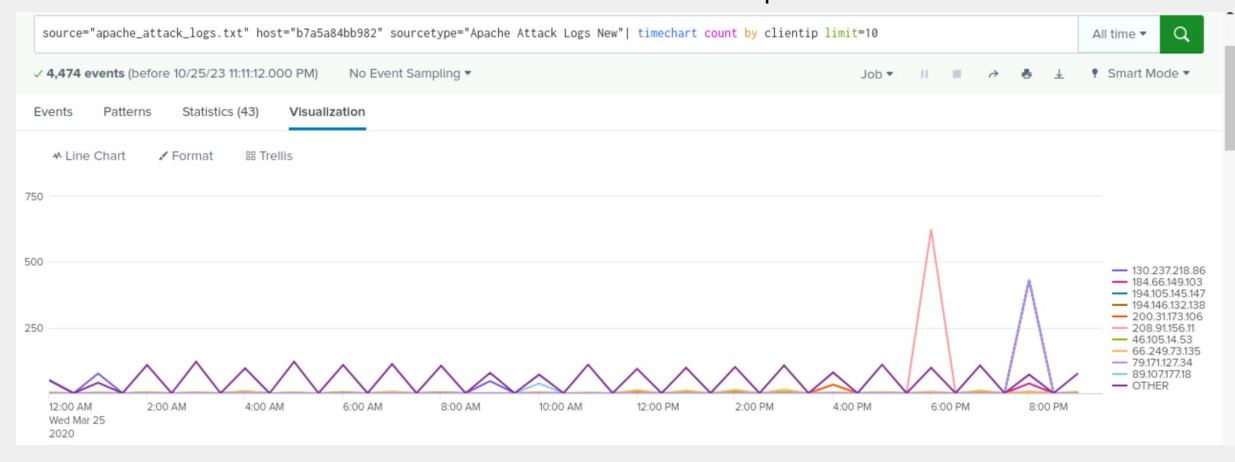 source="apache_attack_logs.txt" host="b7a5a84bb982" sourcetype="Apache Attack Logs New"| timechart count by clientip limit=10
All time
4,474 events (before 10/25/23 11:11:12.000 PM)
No Event Sampling
Job
Smart Mode
Events
Patterns
Statistics (43)
Visualization
Line Chart
Format
Trellis
750
500
250
130.237.218.86
184.66.149.103
194.105.145.147
194.146.132.138
200.31.173.106
208.91.156.11
46.105.14.53
66.249.73.135
79.171.127.34
89.107.177.18
OTHER
12:00 AM
Wed Mar 25
2020
2:00 AM
4:00 AM
6:00 AM
8:00 AM
10:00 AM
12:00 PM
2:00 PM
4:00 PM
6:00 PM
8:00 PM